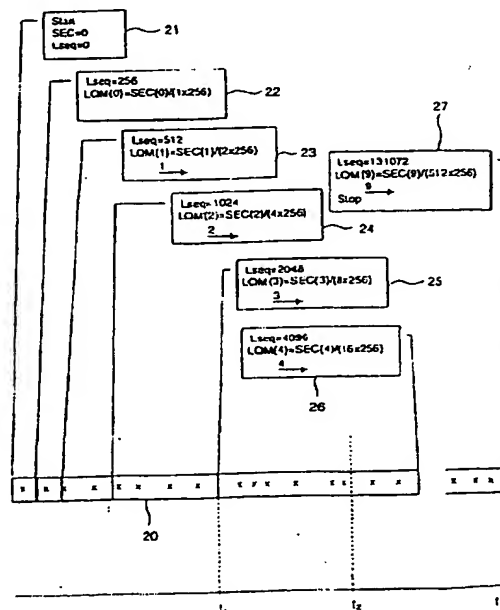 Start
SEC=0
Lseq=0
21
Lseq=256
LOM(0)=SEC(0)/(1x256)
22
Lseq=512
LOM(1)=SEC(1)/(2x256)
1
23
27
Lseq=131072
LOM(9)=SEC(9)/(512x256)
9
Stop
Lseq=1024
LOM(2)=SEC(2)/(4x256)
2
24
Lseq=2048
LOM(3)=SEC(3)/(8x256)
3
25
Lseq=4096
LOM(4)=SEC(4)/(16x256)
4
26
x x x x x x x x x x x x x x x x x x x
20
t₂
t